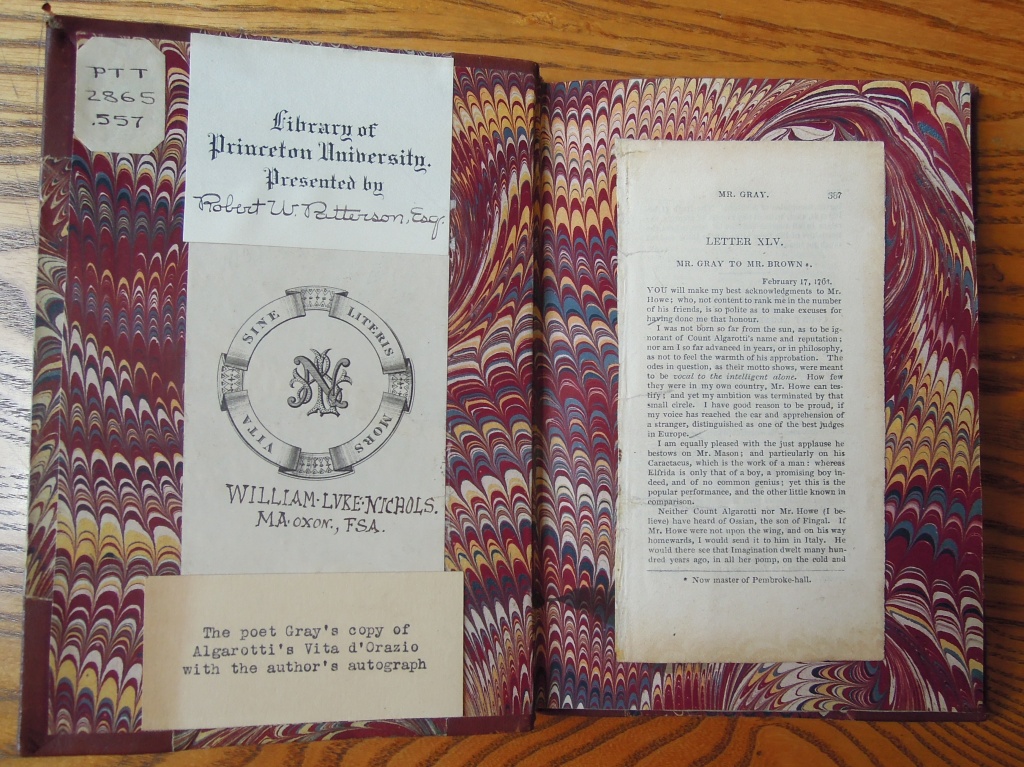 PTT
2865
.557
Library of
Princeton University.
Presented by
Robert W. Patterson, Esq.
SINE LITERIS MORS VITA
WILLIAM·LVKE·NICHOLS.
M.A·OXON., FSA.
The poet Gray's copy of
Algarotti's Vita d'Orazio
with the author's autograph
MR. GRAY. 367
LETTER XLV.
MR. GRAY TO MR. BROWN*.
February 17, 1761.
YOU will make my best acknowledgments to Mr.
Howe; who, not content to rank me in the number
of his friends, is so polite as to make excuses for
having done me that honour.
I was not born so far from the sun, as to be ig-
norant of Count Algarotti's name and reputation;
nor am I so far advanced in years, or in philosophy,
as not to feel the warmth of his approbation. The
odes in question, as their motto shows, were meant
to be vocal to the intelligent alone. How few
they were in my own country, Mr. Howe can tes-
tify; and yet my ambition was terminated by that
small circle. I have good reason to be proud, if
my voice has reached the ear and apprehension of
a stranger, distinguished as one of the best judges
in Europe.
I am equally pleased with the just applause he
bestows on Mr. Mason; and particularly on his
Caractacus, which is the work of a man: whereas
Elfrida is only that of a boy, a promising boy in-
deed, and of no common genius; yet this is the
popular performance, and the other little known in
comparison.
Neither Count Algarotti nor Mr. Howe (I be-
lieve) have heard of Ossian, the son of Fingal. If
Mr. Howe were not upon the wing, and on his way
homewards, I would send it to him in Italy. He
would there see that Imagination dwelt many hun-
dred years ago, in all her pomp, on the cold and
* Now master of Pembroke-hall.